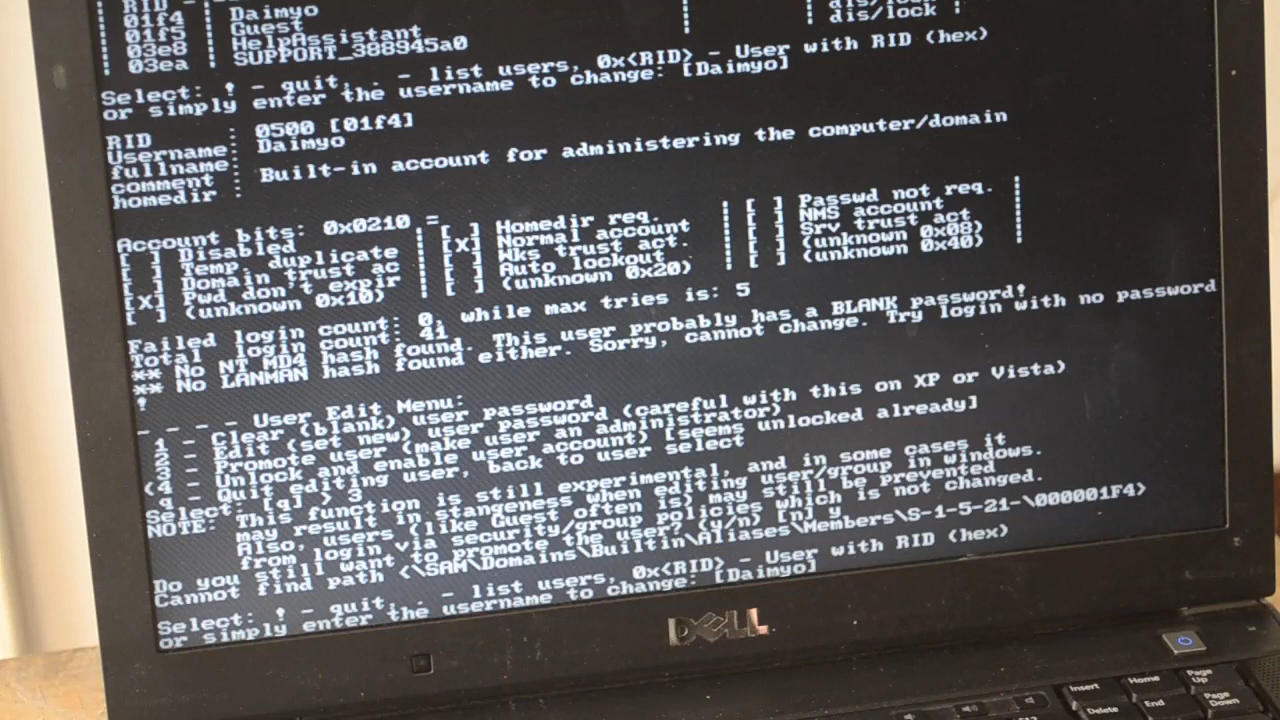 RID
01f4 | Daimyo
01f5 | Guest
03e8 | HelpAssistant
03ea | SUPPORT_388945a0
dis/lock
Select: ! - quit, . - list users, 0x<RID> - User with RID (hex)
or simply enter the username to change: [Daimyo]
RID : 0500 [01f4]
Username: Daimyo
fullname:
comment : Built-in account for administering the computer/domain
homedir :
Account bits: 0x0210 =
[ ] Disabled | [ ] Homedir req. | [ ] Passwd not req. |
[ ] Temp. duplicate | [x] Normal account | [ ] NMS account |
[ ] Domain trust ac | [ ] Wks trust act. | [ ] Srv trust act |
[x] Pwd don't expir | [ ] Auto lockout | [ ] (unknown 0x08) |
[ ] (unknown 0x10) | [ ] (unknown 0x20) | [ ] (unknown 0x40) |
Failed login count: 0, while max tries is: 5
Total login count: 41
** No NT MD4 hash found. This user probably has a BLANK password!
** No LANMAN hash found either. Sorry, cannot change. Try login with no password
!
- - - - User Edit Menu:
1 - Clear (blank) user password
2 - Edit (set new) user password (careful with this on XP or Vista)
3 - Promote user (make user an administrator)
(4 - Unlock and enable user account) [seems unlocked already]
q - Quit editing user, back to user select
Select: [q] > 3
NOTE: This function is still experimental, and in some cases it
may result in stangeness when editing user/group in windows.
Also, users (like Guest often is) may still be prevented
from login via security/group policies which is not changed.
Do you still want to promote the user? (y/n) [n] y
Cannot find path <\SAM\Domains\Builtin\Aliases\Members\S-1-5-21-\000001F4>
Select: ! - quit, . - list users, 0x<RID> - User with RID (hex)
or simply enter the username to change: [Daimyo]
DELL
Insert
Home
Page Up
Delete
End
Page Down